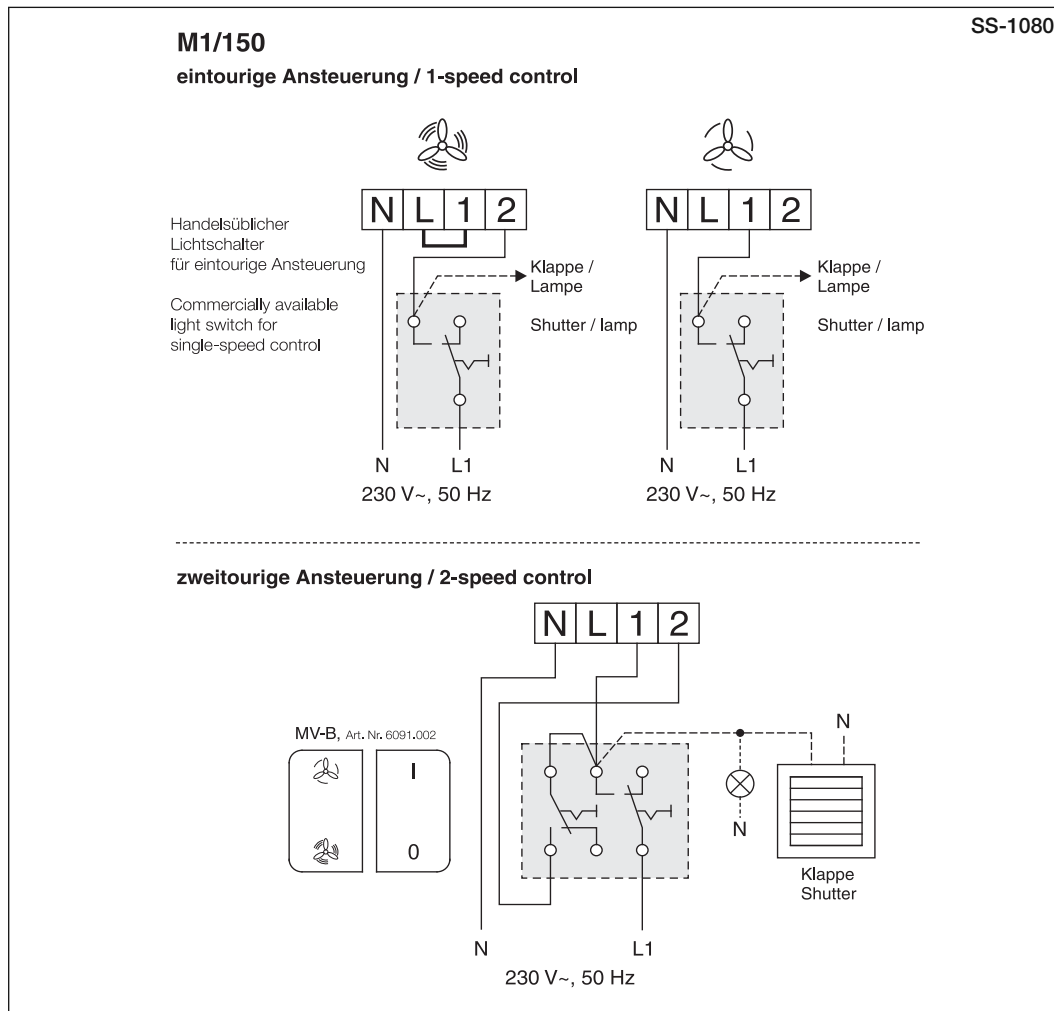 SS-1080
M1/150
eintourige Ansteuerung / 1-speed control
N L 1 2
N L 1 2
Handelsüblicher
Lichtschalter
für eintourige Ansteuerung
Commercially available
light switch for
single-speed control
Klappe /
Lampe
Shutter / lamp
Klappe /
Lampe
Shutter / lamp
N L1
230 V~, 50 Hz
N L1
230 V~, 50 Hz
zweitourige Ansteuerung / 2-speed control
N L 1 2
MV-B, Art. Nr. 6091.002
I
0
N
N
Klappe
Shutter
N L1
230 V~, 50 Hz